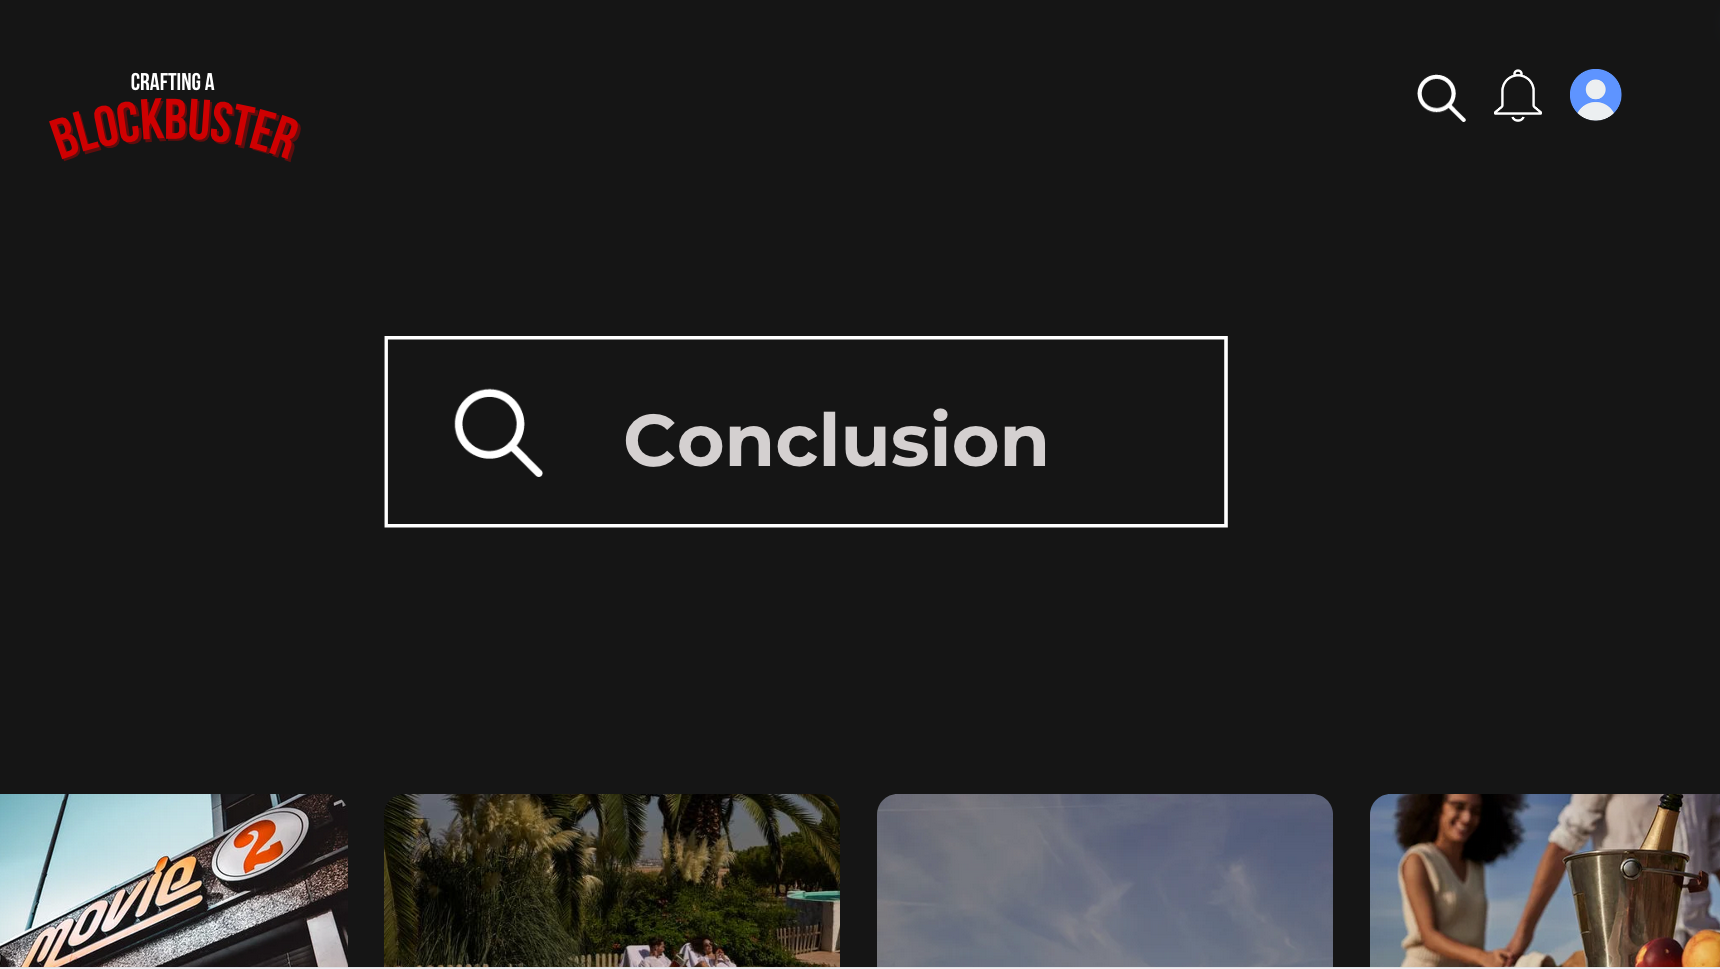 CRAFTING A
BLOCKBUSTER
Conclusion
movie 2